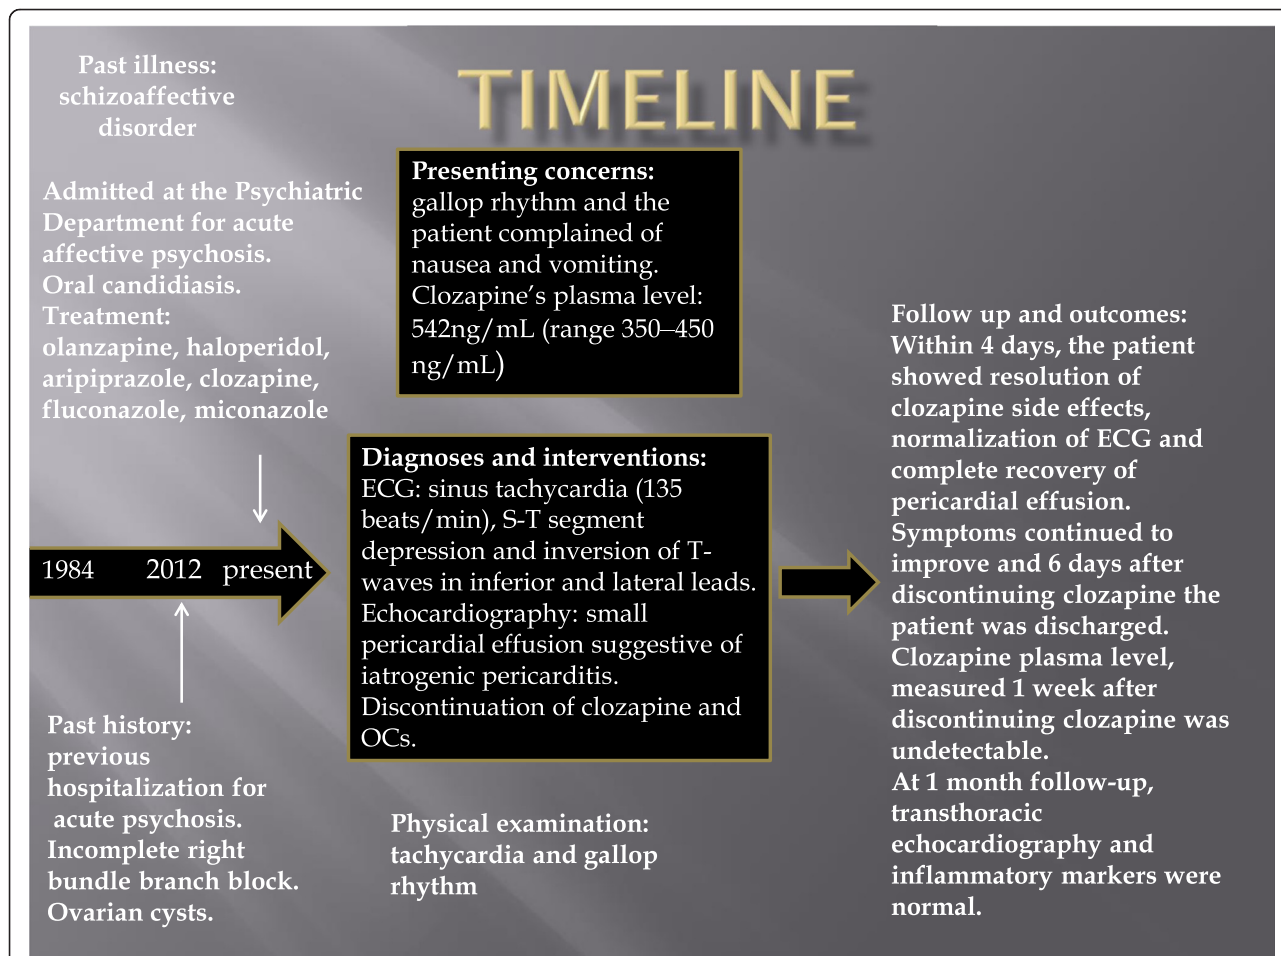 TIMELINE
Past illness:
schizoaffective
disorder
Admitted at the Psychiatric
Department for acute
affective psychosis.
Oral candidiasis.
Treatment:
olanzapine, haloperidol,
aripiprazole, clozapine,
fluconazole, miconazole
1984 2012 present
Past history:
previous
hospitalization for
acute psychosis.
Incomplete right
bundle branch block.
Ovarian cysts.
Presenting concerns:
gallop rhythm and the
patient complained of
nausea and vomiting.
Clozapine’s plasma level:
542ng/mL (range 350–450
ng/mL)
Diagnoses and interventions:
ECG: sinus tachycardia (135
beats/min), S-T segment
depression and inversion of T-
waves in inferior and lateral leads.
Echocardiography: small
pericardial effusion suggestive of
iatrogenic pericarditis.
Discontinuation of clozapine and
OCs.
Physical examination:
tachycardia and gallop
rhythm
Follow up and outcomes:
Within 4 days, the patient
showed resolution of
clozapine side effects,
normalization of ECG and
complete recovery of
pericardial effusion.
Symptoms continued to
improve and 6 days after
discontinuing clozapine the
patient was discharged.
Clozapine plasma level,
measured 1 week after
discontinuing clozapine was
undetectable.
At 1 month follow-up,
transthoracic
echocardiography and
inflammatory markers were
normal.